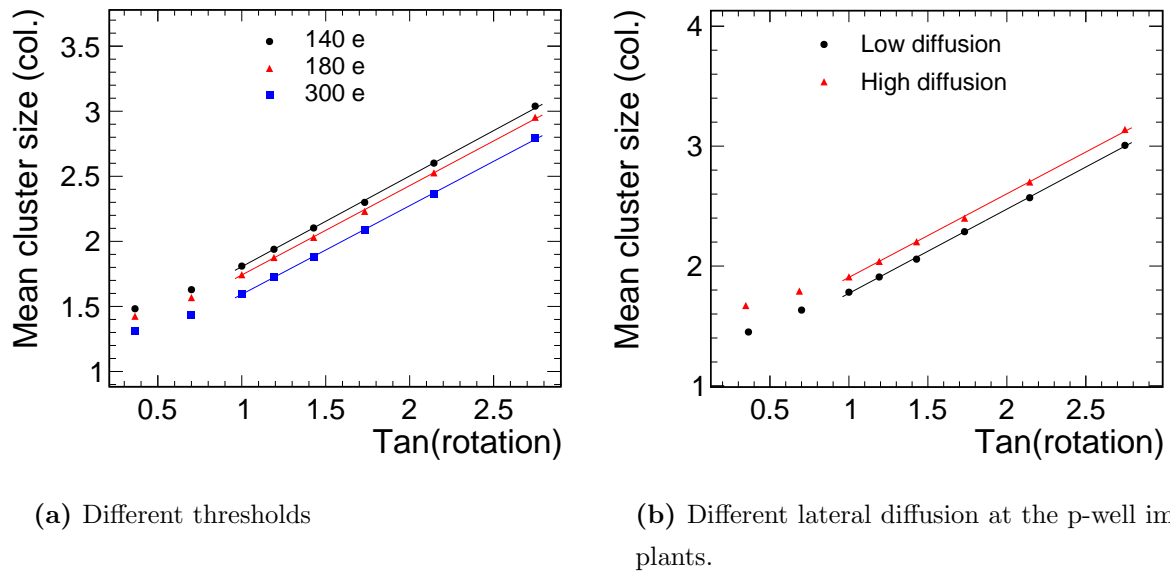 Mean cluster size (col.)
3.5
3
2.5
2
1.5
1
140 e
180 e
300 e
0.5 1 1.5 2 2.5
Tan(rotation)
(a) Different thresholds
Mean cluster size (col.)
4
3
2
1
Low diffusion
High diffusion
0.5 1 1.5 2 2.5
Tan(rotation)
(b) Different lateral diffusion at the p-well im
plants.